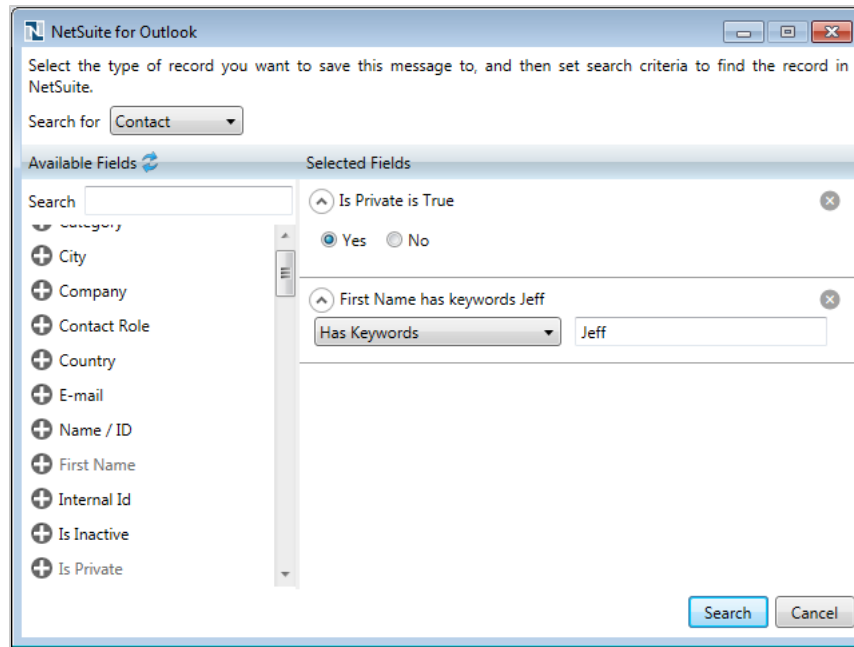 NetSuite for Outlook
Select the type of record you want to save this message to, and then set search criteria to find the record in
NetSuite.
Search for Contact
Available Fields
Selected Fields
Search
Category
City
Company
Contact Role
Country
E-mail
Name / ID
First Name
Internal Id
Is Inactive
Is Private
Is Private is True
Yes No
First Name has keywords Jeff
Has Keywords Jeff
Search Cancel